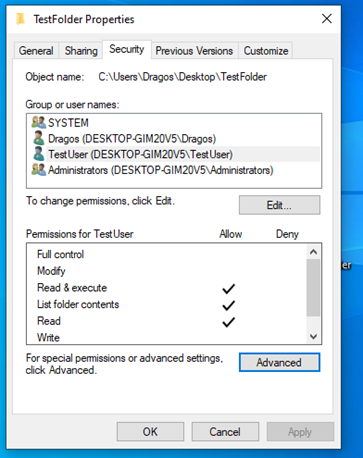 TestFolder Properties
General Sharing Security Previous Versions Customize
Object name: C:\Users\Dragos\Desktop\TestFolder
Group or user names:
SYSTEM
Dragos (DESKTOP-GIM20V5\Dragos)
TestUser (DESKTOP-GIM20V5\TestUser)
Administrators (DESKTOP-GIM20V5\Administrators)
To change permissions, click Edit.
Edit...
Permissions for TestUser Allow Deny
Full control
Modify
Read & execute
List folder contents
Read
Write
For special permissions or advanced settings,
click Advanced.
Advanced
OK Cancel Apply
er